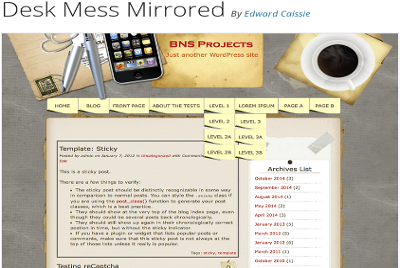 Desk Mess Mirrored By Edward Caissie
BNS Projects
Just another WordPress site
HOME BLOG FRONT PAGE ABOUT THE TESTS LEVEL 1 LOREM IPSUM PAGE A PAGE B
LEVEL 2 LEVEL 3
LEVEL 2A LEVEL 3A
LEVEL 2B LEVEL 3B
Template: Sticky
Posted by admin on January 7, 2012 in Uncategorized with Comments
This is a sticky post.
There are a few things to verify:
• The sticky post should be distinctly recognizable in some way
in comparison to normal posts. You can style the .sticky class if
you are using the post_class() function to generate your post
classes, which is a best practice.
• They should show at the very top of the blog index page, even
though they could be several posts back chronologically.
• They should still show up again in their chronologically correct
position in time, but without the sticky indicator.
• If you have a plugin or widget that lists popular posts or
comments, make sure that this sticky post is not always at the
top of those lists unless it really is popular.
Tags: sticky, template
Testing reCaptcha
Archives List
October 2014 (3)
September 2014 (2)
August 2014 (1)
May 2014 (2)
April 2014 (3)
January 2013 (5)
March 2012 (5)
January 2012 (6)
March 2011 (1)
October 2010 (1)